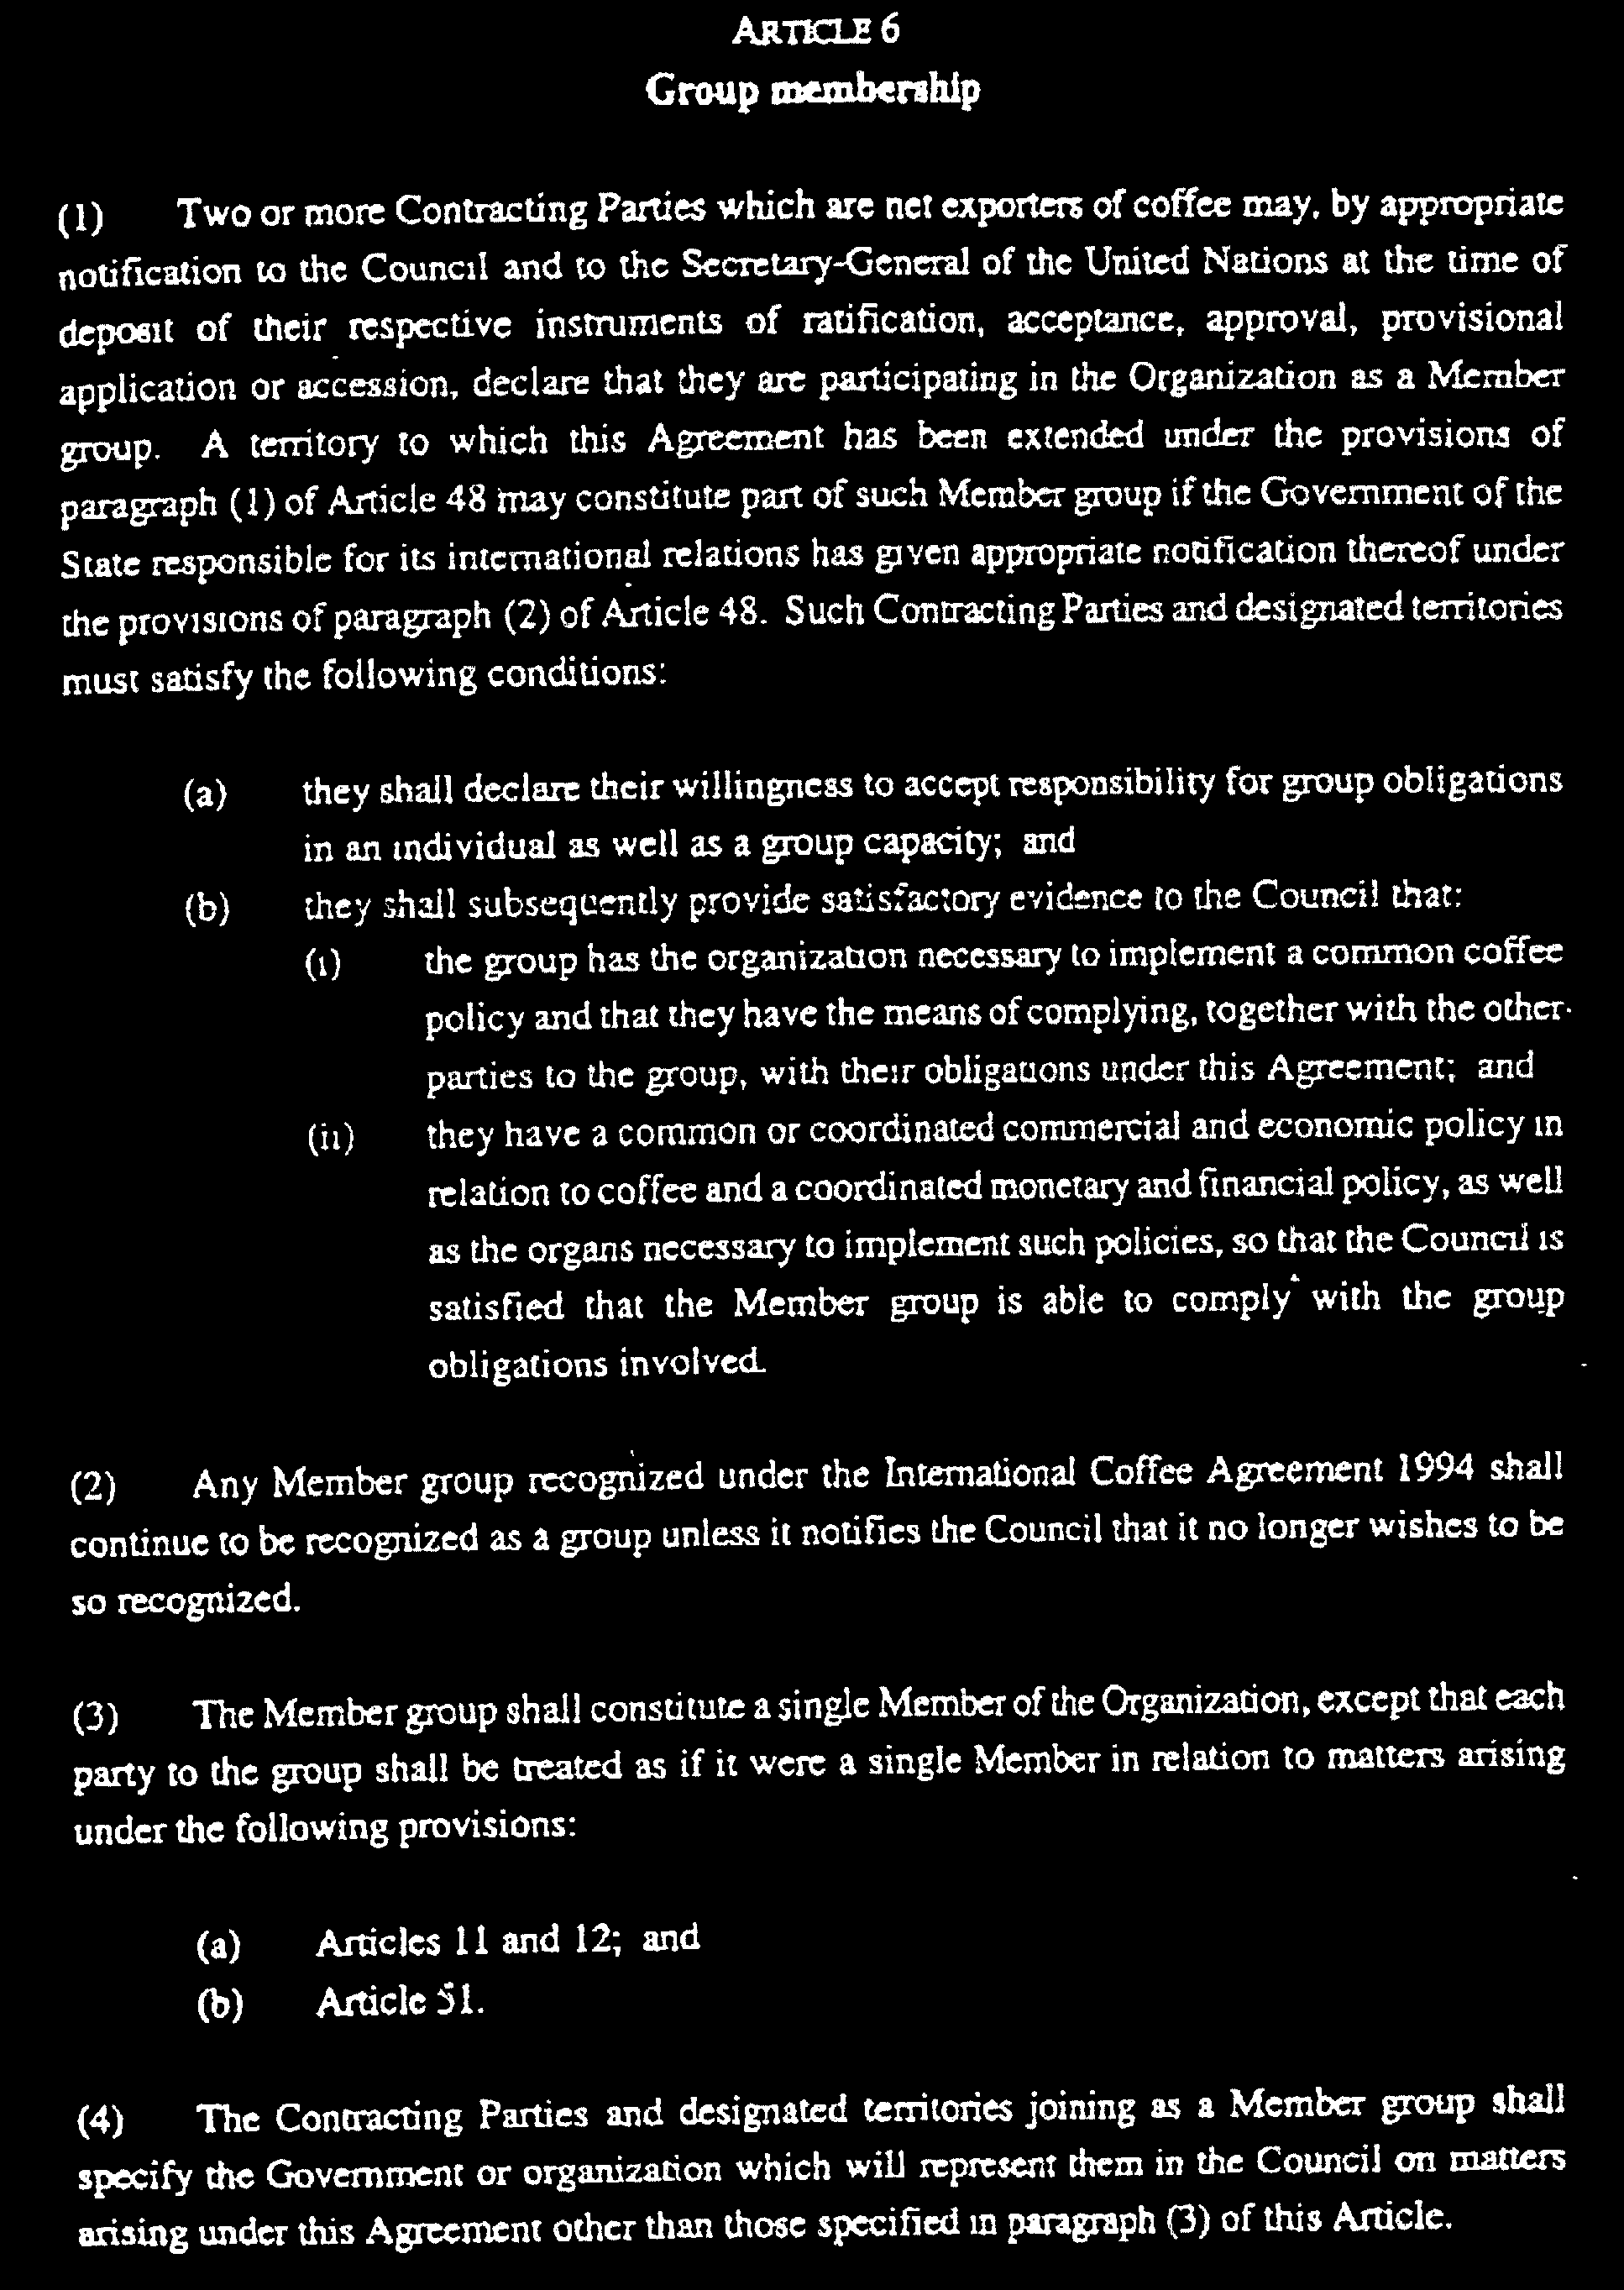 ARTICLE 6
Group membership
(1) Two or more Contracting Parties which are net exporters of coffee may, by appropriate
notification to the Council and to the Secretary-General of the United Nations at the time of
deposit of their respective instruments of ratification, acceptance, approval, provisional
application or accession, declare that they are participating in the Organization as a Member
group. A territory to which this Agreement has been extended under the provisions of
paragraph (1) of Article 48 may constitute part of such Member group if the Government of the
State responsible for its international relations has given appropriate notification thereof under
the provisions of paragraph (2) of Article 48. Such Contracting Parties and designated territories
must satisfy the following conditions:
(a) they shall declare their willingness to accept responsibility for group obligations
in an individual as well as a group capacity; and
(b) they shall subsequently provide satisfactory evidence to the Council that:
(i) the group has the organization necessary to implement a common coffee
policy and that they have the means of complying, together with the other
parties to the group, with their obligations under this Agreement; and
(ii) they have a common or coordinated commercial and economic policy in
relation to coffee and a coordinated monetary and financial policy, as well
as the organs necessary to implement such policies, so that the Council is
satisfied that the Member group is able to comply with the group
obligations involved.
(2) Any Member group recognized under the International Coffee Agreement 1994 shall
continue to be recognized as a group unless it notifies the Council that it no longer wishes to be
so recognized.
(3) The Member group shall constitute a single Member of the Organization, except that each
party to the group shall be treated as if it were a single Member in relation to matters arising
under the following provisions:
(a) Articles 11 and 12; and
(b) Article 51.
(4) The Contracting Parties and designated territories joining as a Member group shall
specify the Government or organization which will represent them in the Council on matters
arising under this Agreement other than those specified in paragraph (3) of this Article.